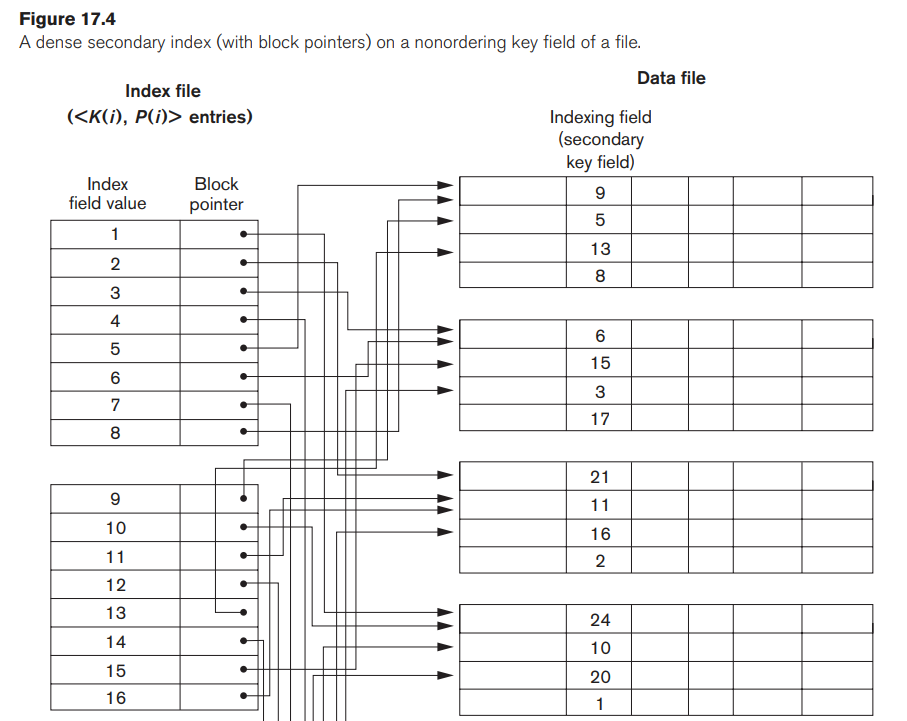 Figure 17.4
A dense secondary index (with block pointers) on a nonordering key field of a file.
Index file
(<K(i), P(i)> entries)
Index
field value
Block
pointer
1
2
3
4
5
6
7
8
9
10
11
12
13
14
15
16
Data file
Indexing field
(secondary
key field)
9
5
13
8
6
15
3
17
21
11
16
2
24
10
20
1